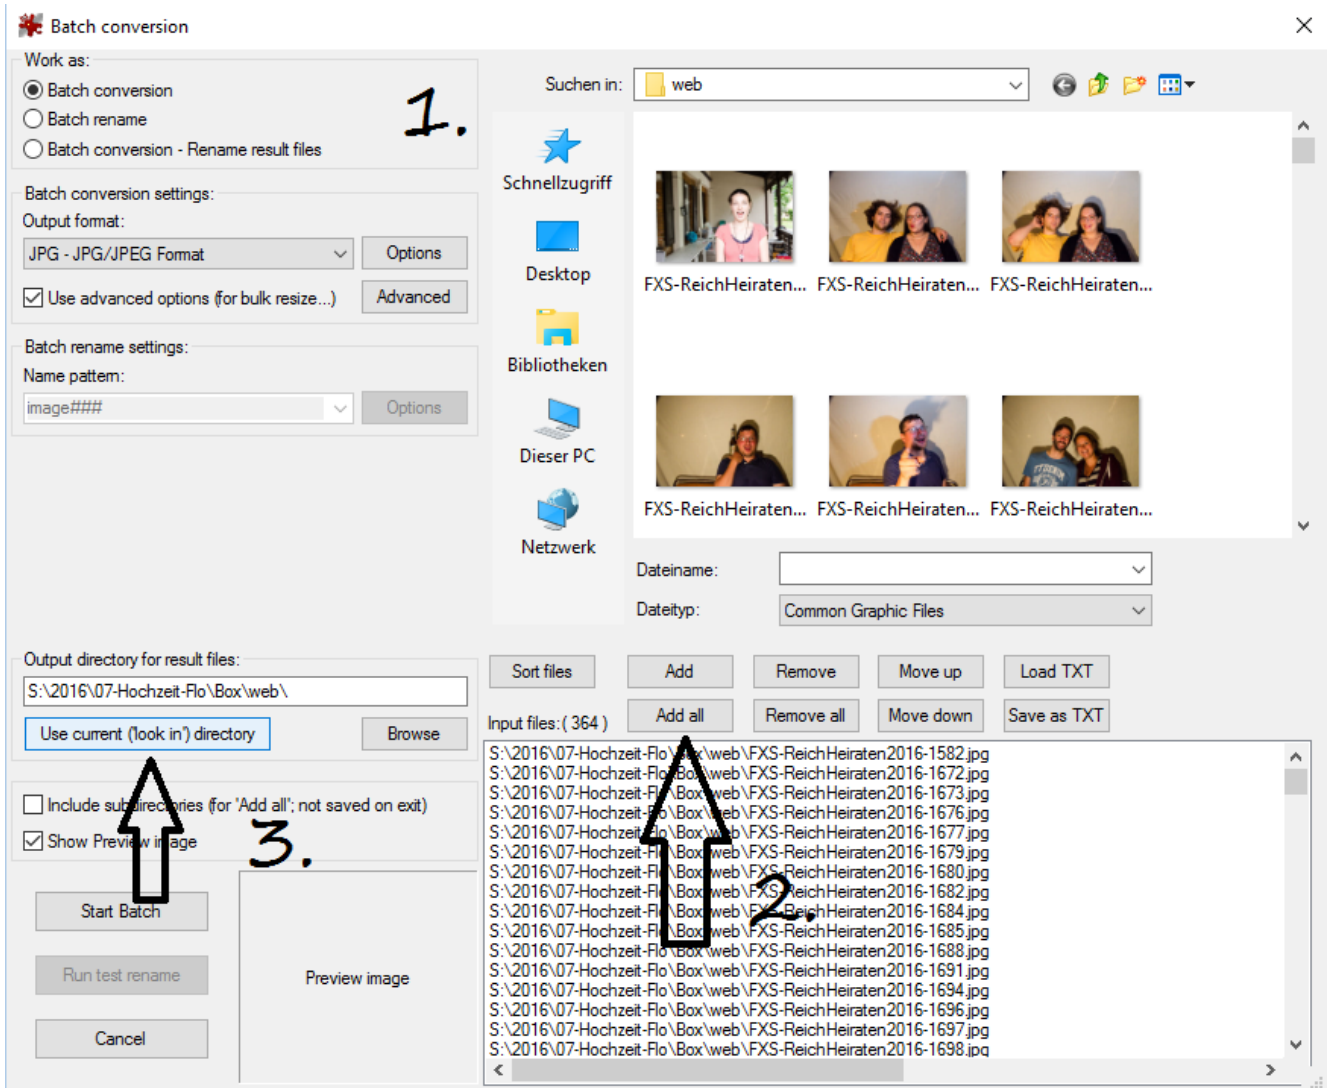 Batch conversion
Work as:
Batch conversion
Batch rename
Batch conversion - Rename result files
1.
Batch conversion settings:
Output format:
JPG - JPG/JPEG Format
Options
Use advanced options (for bulk resize...)
Advanced
Batch rename settings:
Name pattern:
image###
Options
Suchen in:
web
Schnellzugriff
Desktop
Bibliotheken
Dieser PC
Netzwerk
FXS-ReichHeiraten... FXS-ReichHeiraten... FXS-ReichHeiraten...
FXS-ReichHeiraten... FXS-ReichHeiraten... FXS-ReichHeiraten...
Dateiname:
Dateityp:
Common Graphic Files
Output directory for result files:
S:\2016\07-Hochzeit-Flo\Box\web\
Use current ('look in') directory
Browse
Include subdirectories (for 'Add all'; not saved on exit)
Show Preview image
3.
Start Batch
Run test rename
Cancel
Preview image
Sort files
Add
Remove
Move up
Load TXT
Input files: ( 364 )
Add all
Remove all
Move down
Save as TXT
S:\2016\07-Hochzeit-Flo\Box\web\FXS-ReichHeiraten2016-1582.jpg
S:\2016\07-Hochzeit-Flo\Box\web\FXS-ReichHeiraten2016-1672.jpg
S:\2016\07-Hochzeit-Flo\Box\web\FXS-ReichHeiraten2016-1673.jpg
S:\2016\07-Hochzeit-Flo\Box\web\FXS-ReichHeiraten2016-1676.jpg
S:\2016\07-Hochzeit-Flo\Box\web\FXS-ReichHeiraten2016-1677.jpg
S:\2016\07-Hochzeit-Flo\Box\web\FXS-ReichHeiraten2016-1679.jpg
S:\2016\07-Hochzeit-Flo\Box\web\FXS-ReichHeiraten2016-1680.jpg
S:\2016\07-Hochzeit-Flo\Box\web\FXS-ReichHeiraten2016-1682.jpg
S:\2016\07-Hochzeit-Flo\Box\web\FXS-ReichHeiraten2016-1684.jpg
S:\2016\07-Hochzeit-Flo\Box\web\FXS-ReichHeiraten2016-1685.jpg
S:\2016\07-Hochzeit-Flo\Box\web\FXS-ReichHeiraten2016-1688.jpg
S:\2016\07-Hochzeit-Flo\Box\web\FXS-ReichHeiraten2016-1691.jpg
S:\2016\07-Hochzeit-Flo\Box\web\FXS-ReichHeiraten2016-1694.jpg
S:\2016\07-Hochzeit-Flo\Box\web\FXS-ReichHeiraten2016-1696.jpg
S:\2016\07-Hochzeit-Flo\Box\web\FXS-ReichHeiraten2016-1697.jpg
S:\2016\07-Hochzeit-Flo\Box\web\FXS-ReichHeiraten2016-1698.jpg
2.